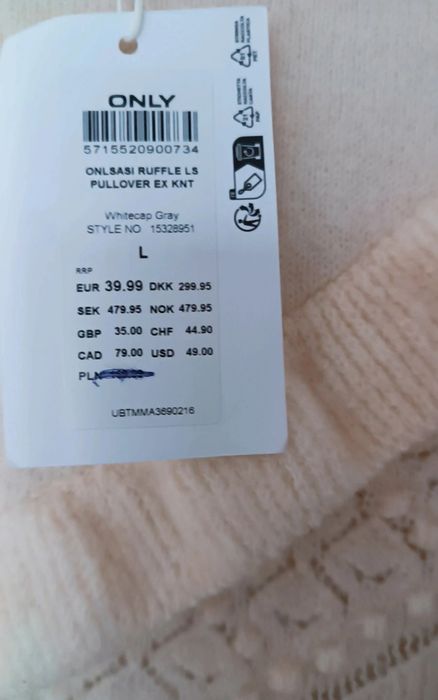 ONLY
5715520900734
ONLSASI RUFFLE LS
PULLOVER EX KNT
Whitecap Gray
STYLE NO. 15328951
L
RRP
EUR 39.99 DKK 299.95
SEK 479.95 NOK 479.95
GBP 35.00 CHF 44.90
CAD 79.00 USD 49.00
PLN
UBTMMA3690216